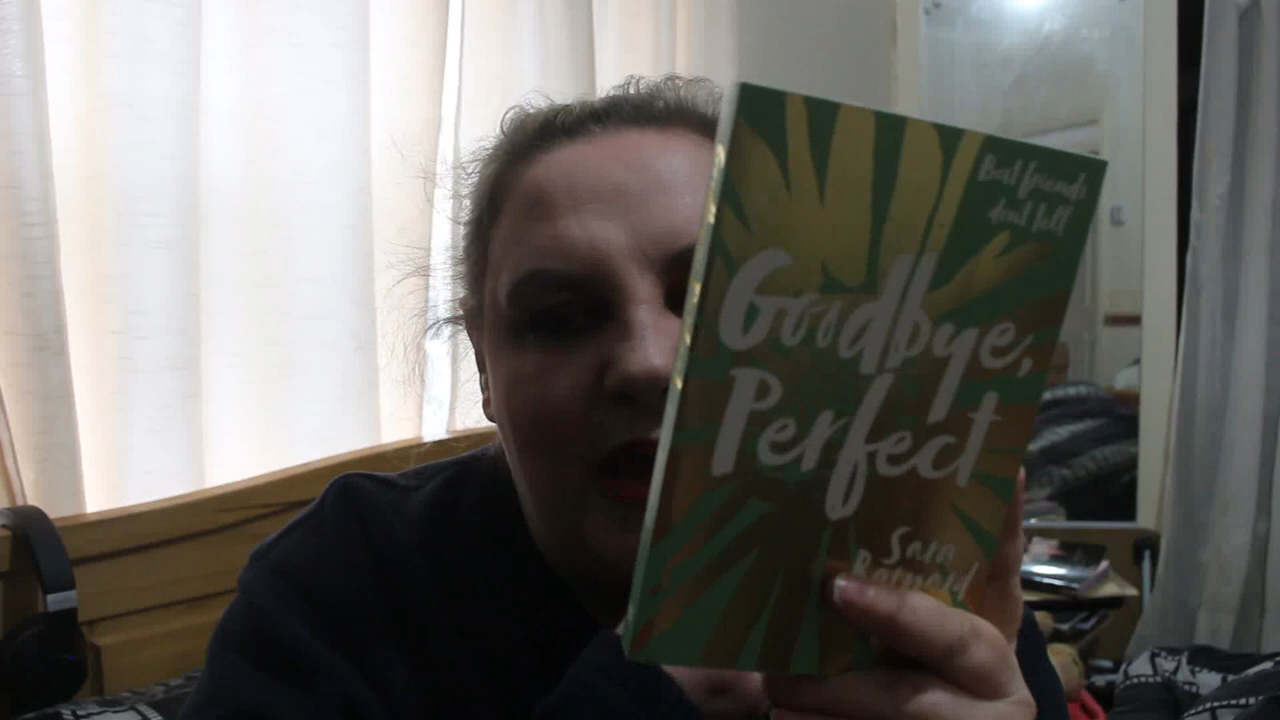 Best friends
don't tell
Goodbye,
Perfect
Sara
Barnard